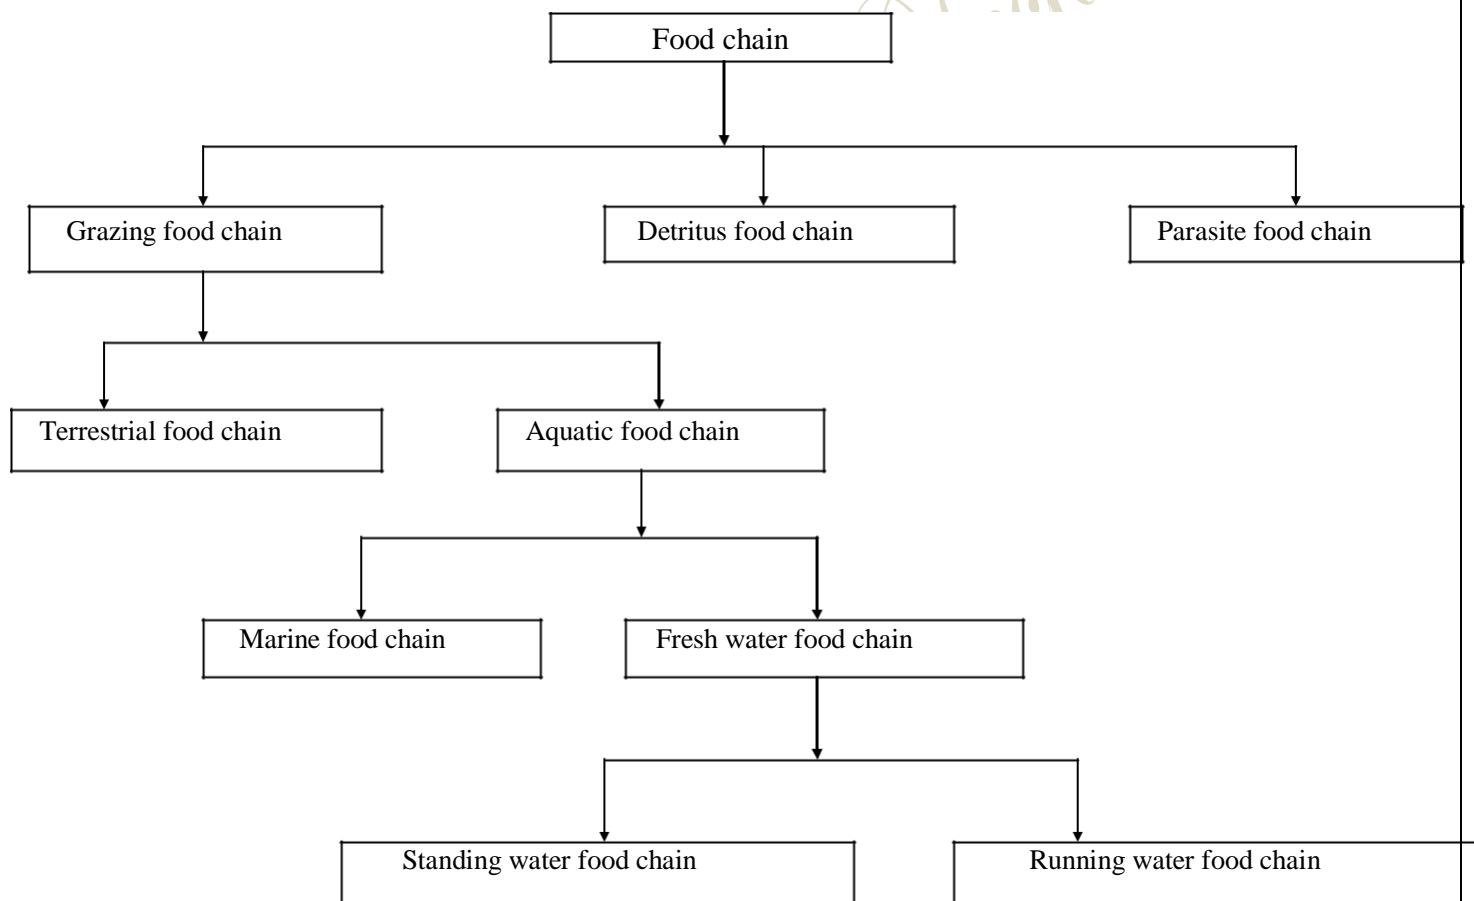 Food chain
Grazing food chain
Detritus food chain
Parasite food chain
Terrestrial food chain
Aquatic food chain
Marine food chain
Fresh water food chain
Standing water food chain
Running water food chain